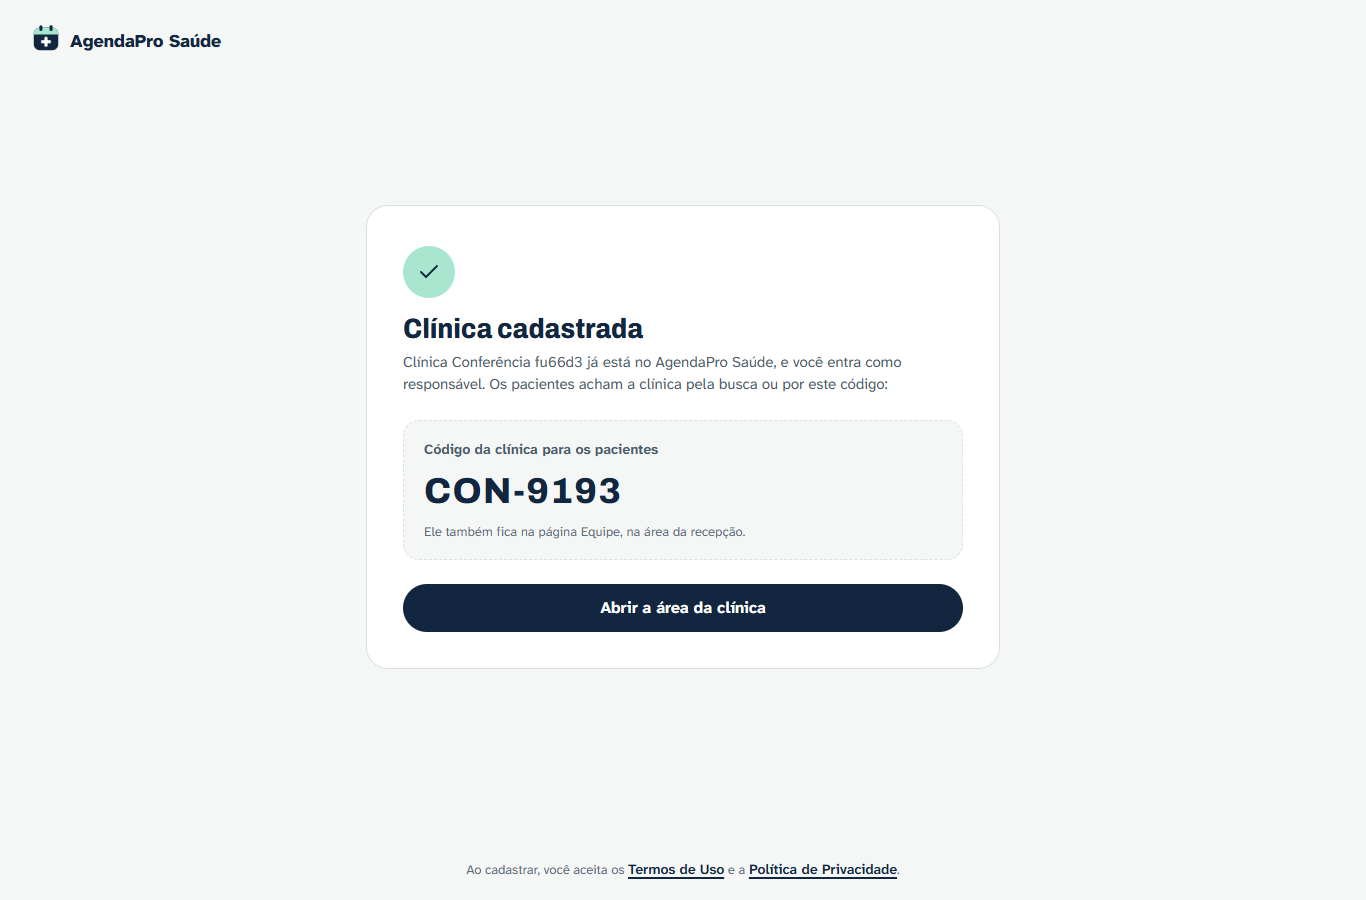 AgendaPro Saúde
Clínica cadastrada
Clínica Conferência fu66d3 já está no AgendaPro Saúde, e você entra como
responsável. Os pacientes acham a clínica pela busca ou por este código:
Código da clínica para os pacientes
CON-9193
Ele também fica na página Equipe, na área da recepção.
Abrir a área da clínica
Ao cadastrar, você aceita os Termos de Uso e a Política de Privacidade.